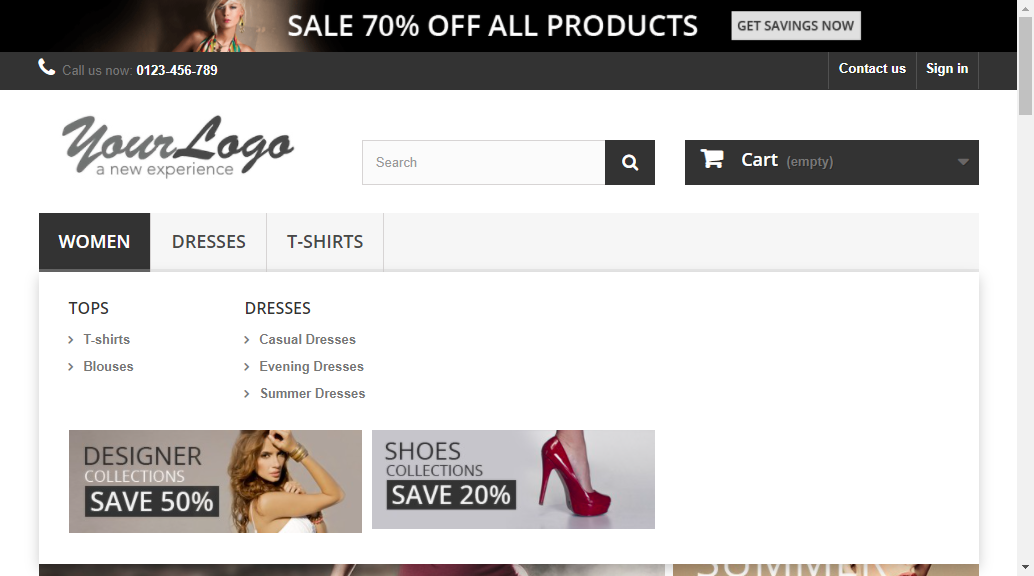 SALE 70% OFF ALL PRODUCTS GET SAVINGS NOW
Call us now: 0123-456-789 Contact us Sign in
YourLogo
a new experience
Search
Cart (empty)
WOMEN DRESSES T-SHIRTS
TOPS
T-shirts
Blouses
DRESSES
Casual Dresses
Evening Dresses
Summer Dresses
DESIGNER
COLLECTIONS
SAVE 50%
SHOES
COLLECTIONS
SAVE 20%
SUMMER